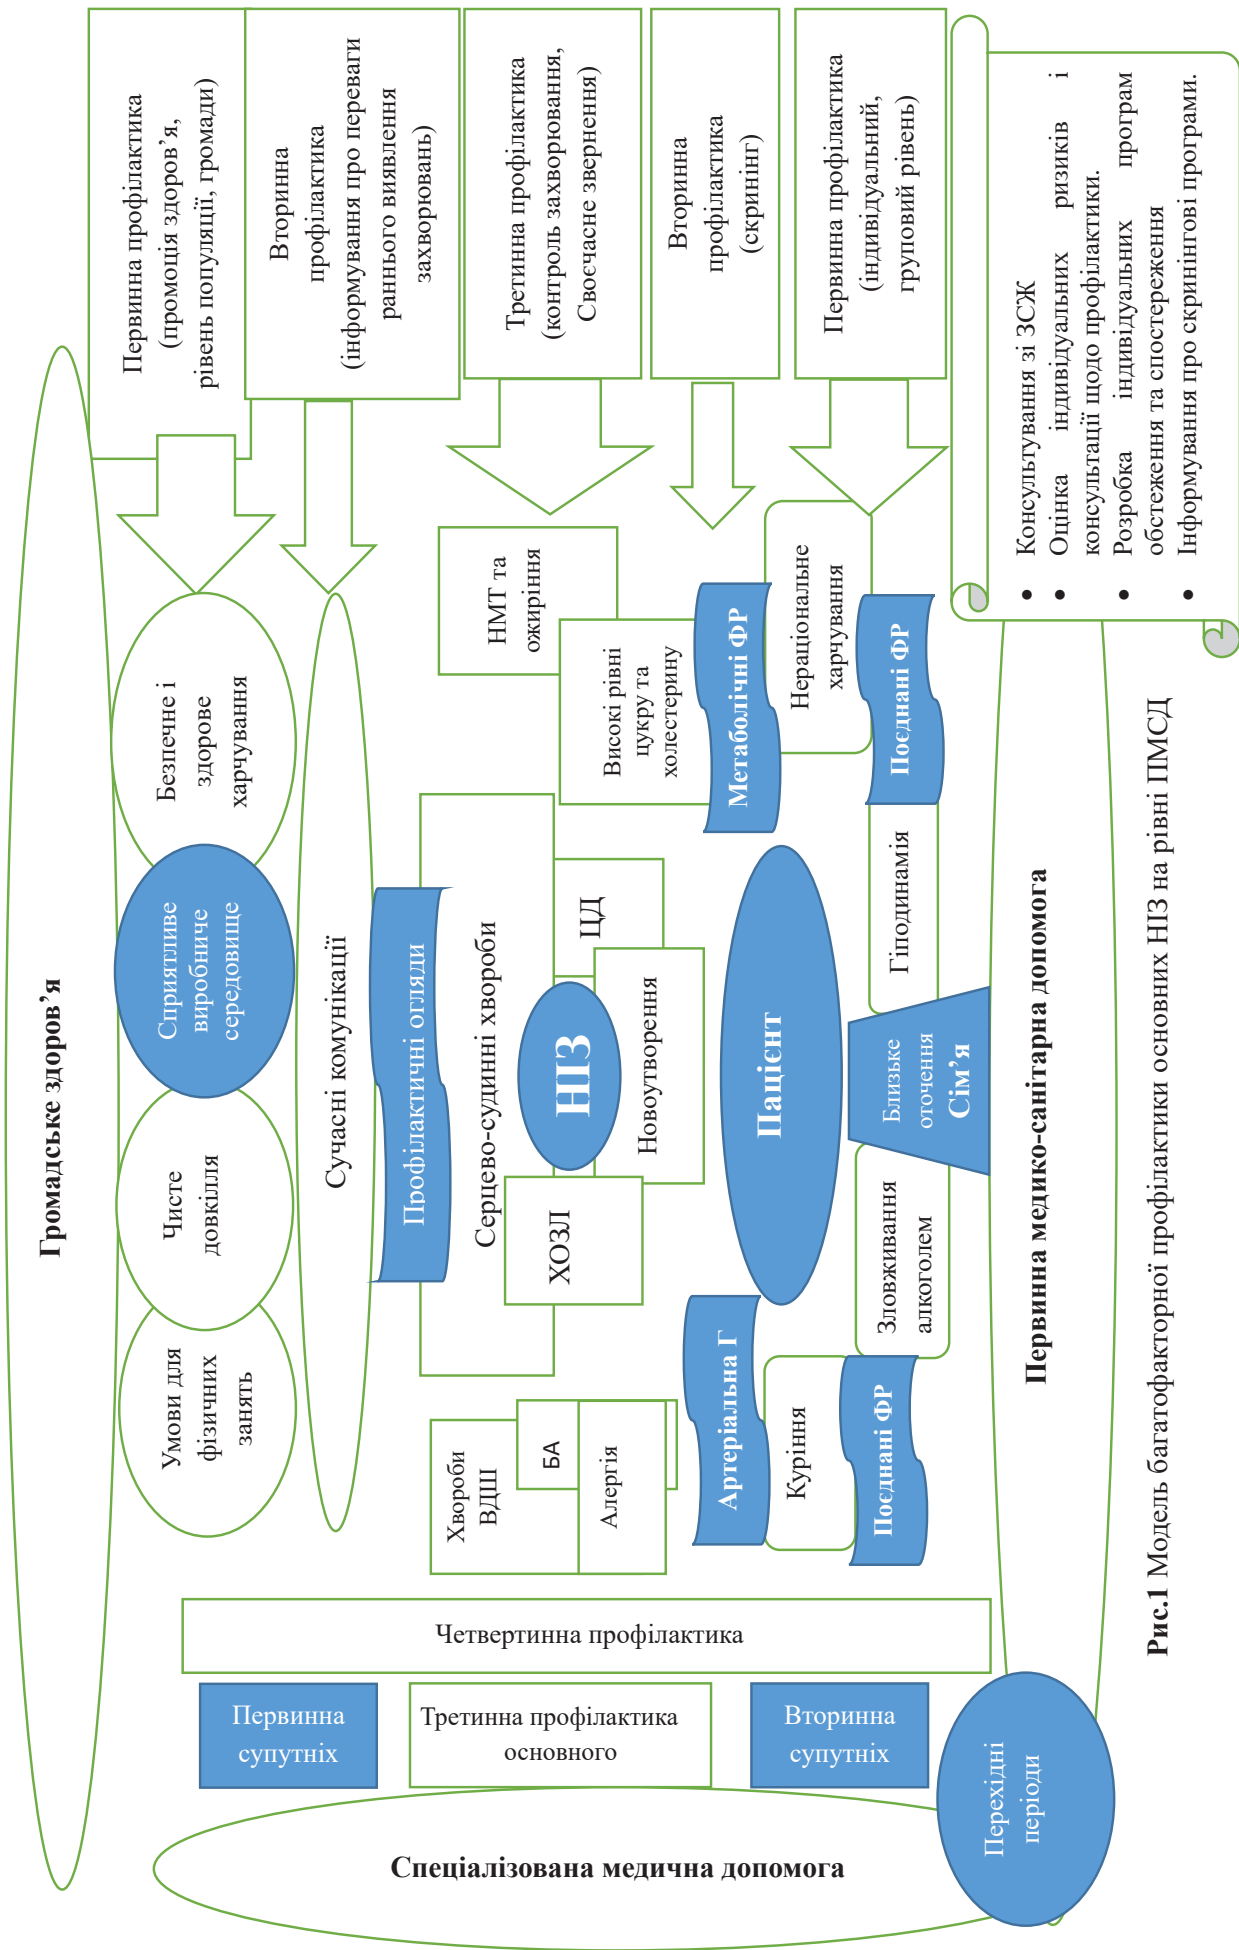 Громадське здоров’я
Умови для
фізичних
занять
Чисте
довкілля
Сприятливе
виробниче
середовище
Безпечне і
здорове
харчування
Первинна профілактика
(промоція здоров’я,
рівень популяції, громади)
Сучасні комунікації
Вторинна
профілактика
(інформування про переваги
раннього виявлення
захворювань)
Профілактичні огляди
Серцево-судинні хвороби
ХОЗЛ
НІЗ
ЦД
Новоутворення
Хвороби
ВДШ
БА
Алергія
НМТ та
ожиріння
Високі рівні
цукру та
холестерину
Третинна профілактика
(контроль захворювання,
Своєчасне звернення)
Вторинна
профілактика
(скринінг)
Первинна профілактика
(індивідуальний,
груповий рівень)
Артеріальна Г
Пацієнт
Метаболічні ФР
Куріння
Нераціональне
харчування
Поєднані ФР
Зловживання
алкоголем
Близьке
оточення
Сім’я
Гіподинамія
Поєднані ФР
Четвертинна профілактика
Первинна
супутніх
Третинна профілактика
основного
Вторинна
супутніх
Спеціалізована медична допомога
Перехідні
періоди
Первинна медико-санітарна допомога
• Консультування зі ЗСЖ
• Оцінка індивідуальних ризиків і
консультації щодо профілактики.
• Розробка індивідуальних програм
обстеження та спостереження
• Інформування про скринінгові програми.
Рис.1 Модель багатофакторної профілактики основних НІЗ на рівні ПМСД